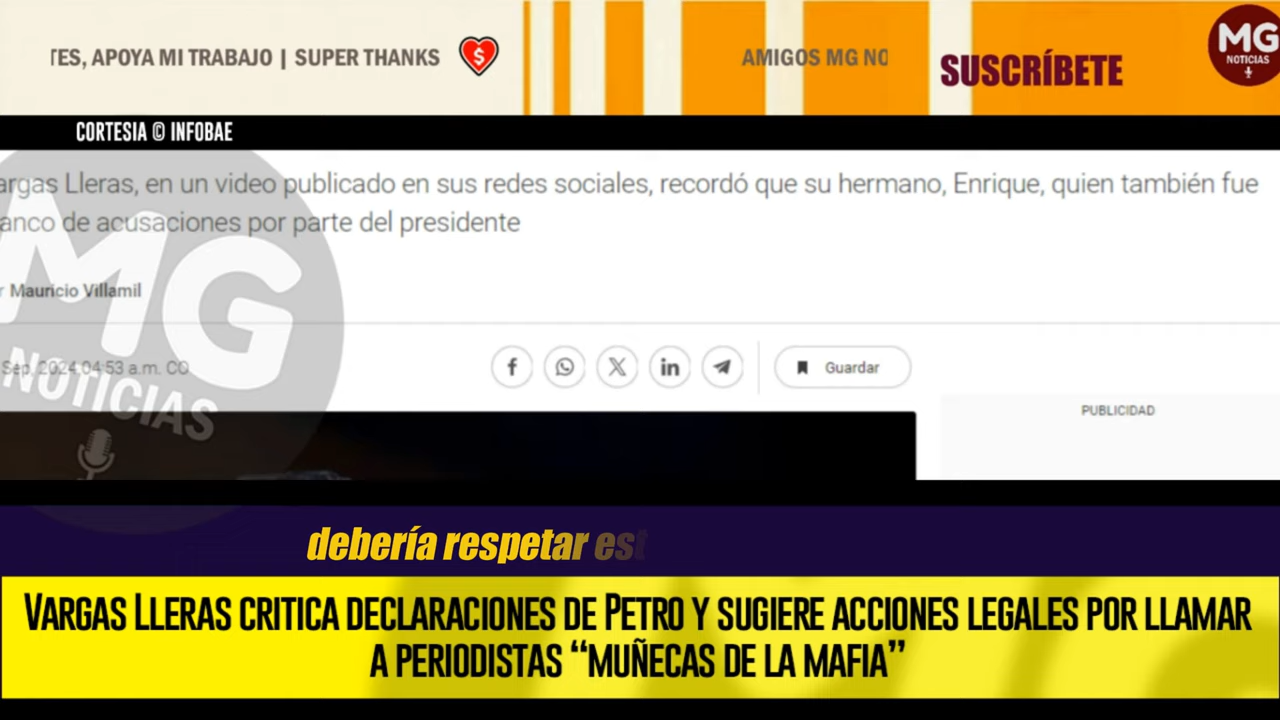 TES, APOYA MI TRABAJO | SUPER THANKS
AMIGOS MG NO
SUSCRÍBETE
MG
NOTICIAS
CORTESIA © INFOBAE
argas Lleras, en un video publicado en sus redes sociales, recordó que su hermano, Enrique, quien también fue
anco de acusaciones por parte del presidente
r Mauricio Villamil
Sep, 2024 04:53 a.m. CO
Guardar
PUBLICIDAD
MG
NOTICIAS
debería respetar est
VARGAS LLERAS CRITICA DECLARACIONES DE PETRO Y SUGIERE ACCIONES LEGALES POR LLAMAR
A PERIODISTAS “MUÑECAS DE LA MAFIA”